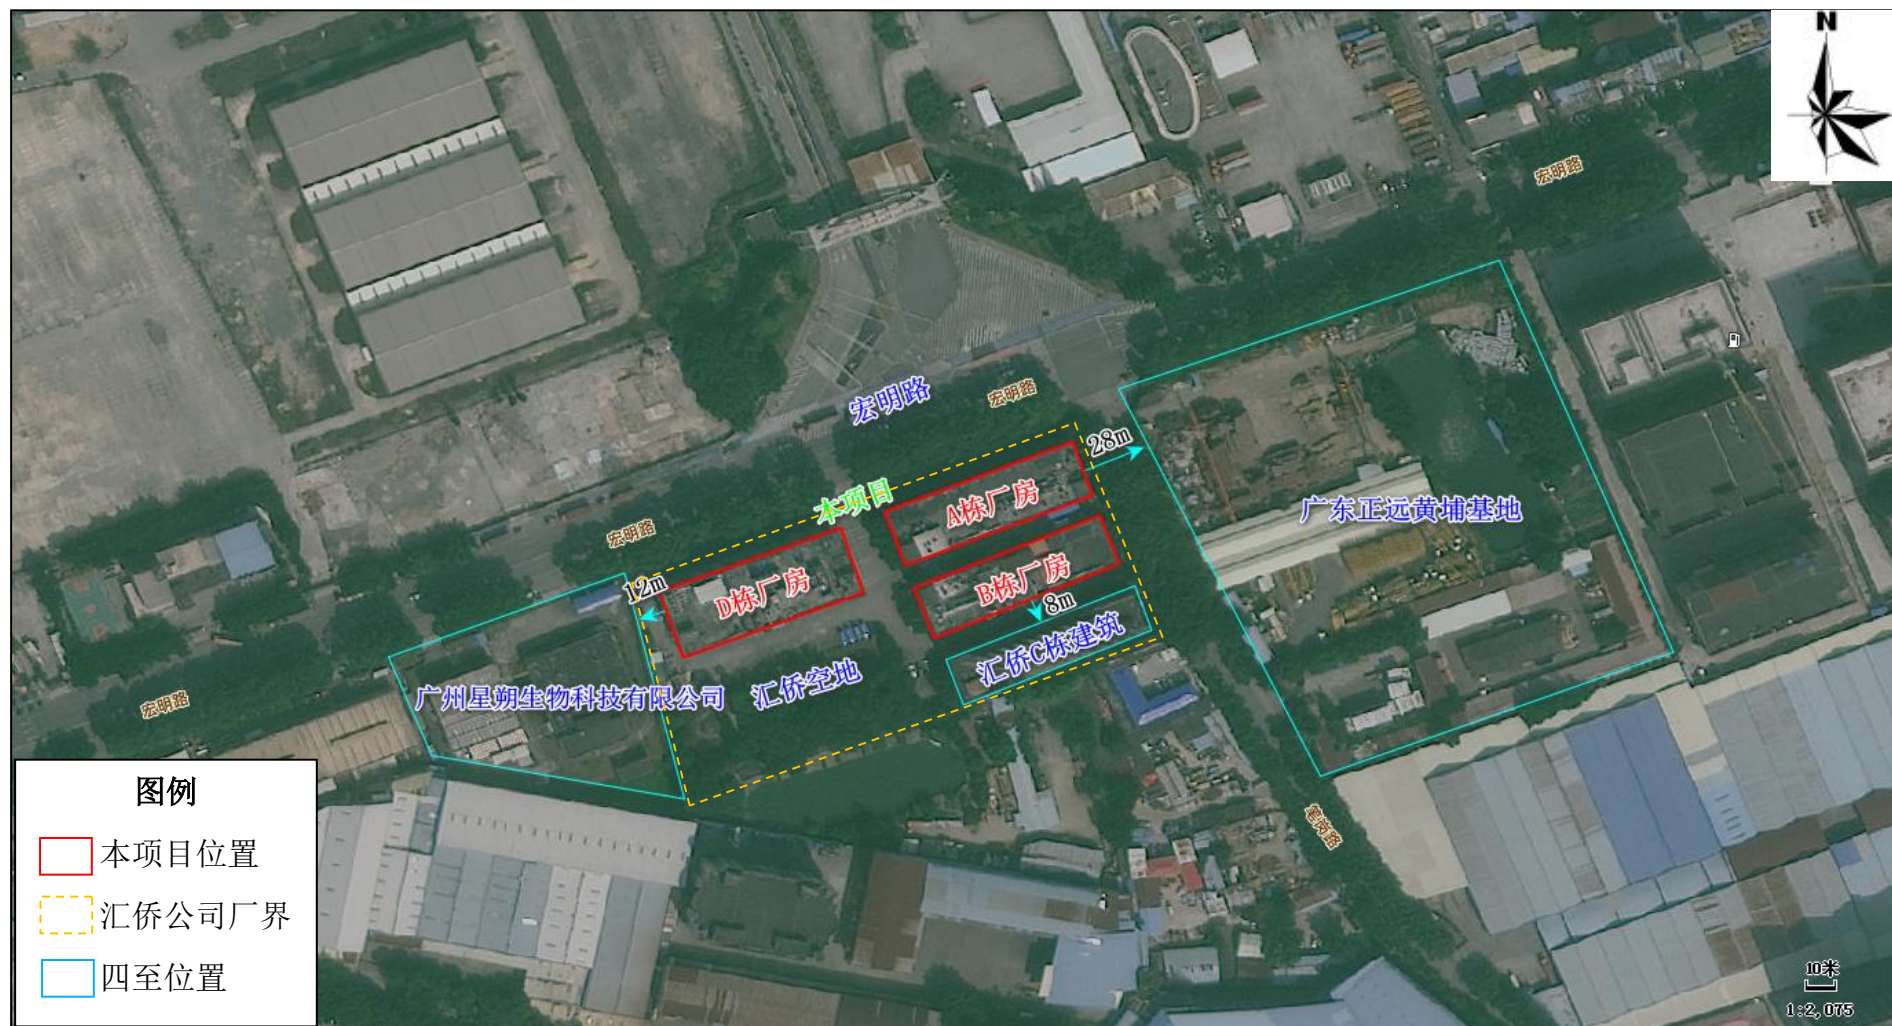 N
宏明路
宏明路
宏明路
28m
本项目
A栋厂房
广东正远黄埔基地
宏明路
12m
D栋厂房
B栋厂房
8m
汇侨C栋建筑
汇侨空地
广州星朔生物科技有限公司
宏明路
笔岗路
图例
本项目位置
汇侨公司厂界
四至位置
10米
1:2,075